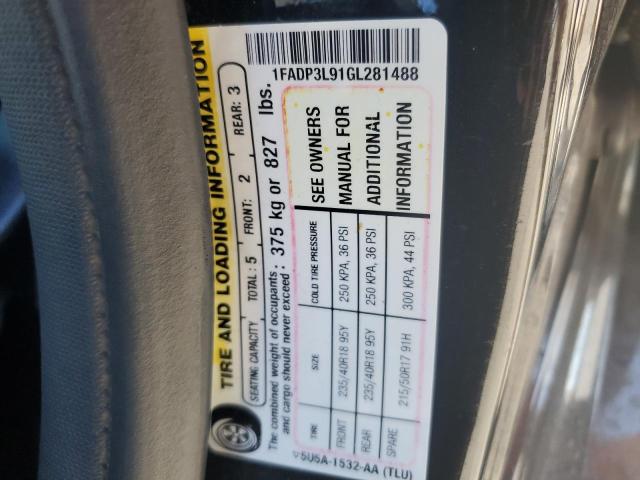 TIRE AND LOADING INFORMATION
SEATING CAPACITY TOTAL: 5 FRONT: 2 REAR: 3
The combined weight of occupants and cargo should never exceed: 375 kg or 827 lbs.
1FADP3L91GL281488
TIRE SIZE COLD TIRE PRESSURE SEE OWNERS
FRONT 235/40R18 95Y 250 KPA, 36 PSI MANUAL FOR
REAR 235/40R18 95Y 250 KPA, 36 PSI ADDITIONAL
SPARE 215/50R17 91H 300 KPA, 44 PSI INFORMATION
5U5A-1532-AA (TLU)